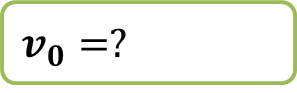 v₀ =?